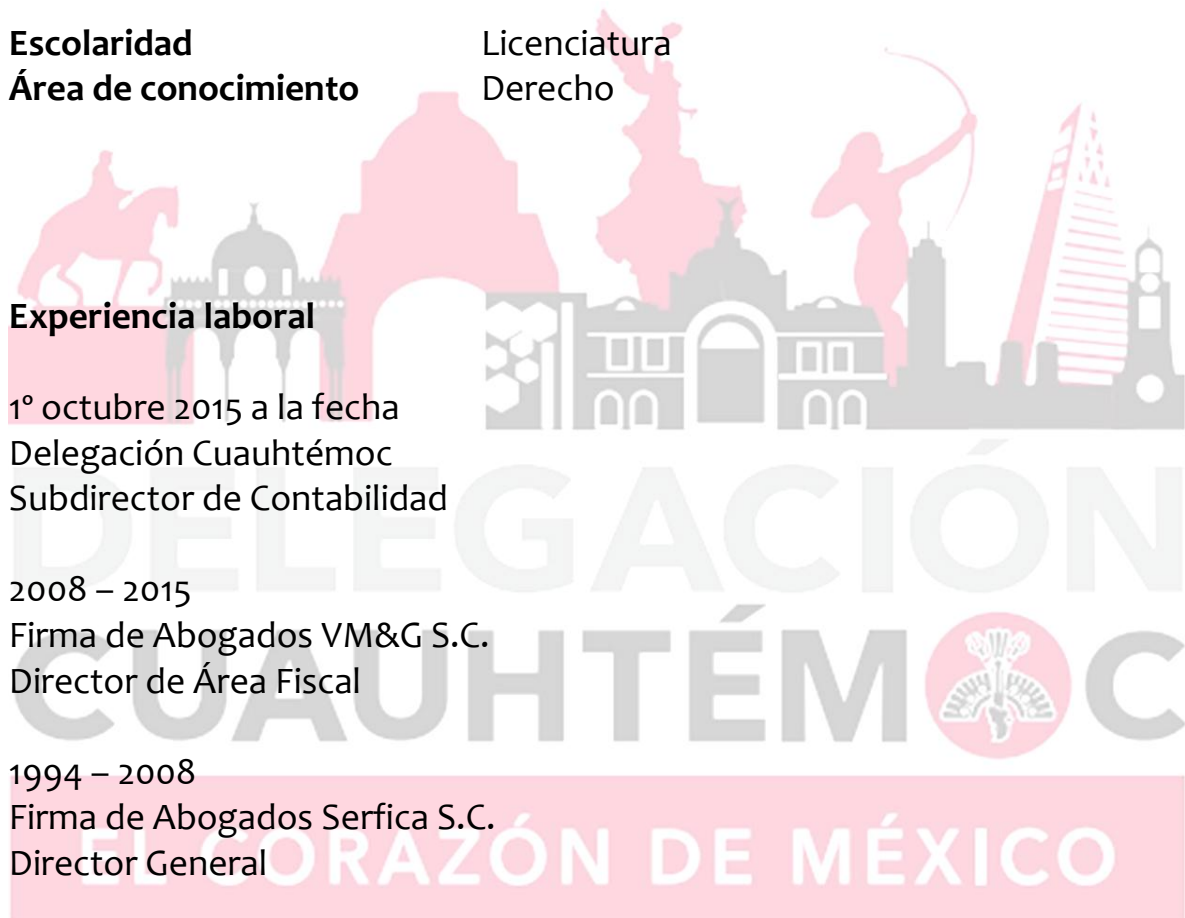 Escolaridad Licenciatura
Área de conocimiento Derecho
Experiencia laboral
1º octubre 2015 a la fecha
Delegación Cuauhtémoc
Subdirector de Contabilidad
2008 – 2015
Firma de Abogados VM&G S.C.
Director de Área Fiscal
1994 – 2008
Firma de Abogados Serfica S.C.
Director General
DELEGACIÓN
CUAUHTÉMOC
EL CORAZÓN DE MÉXICO